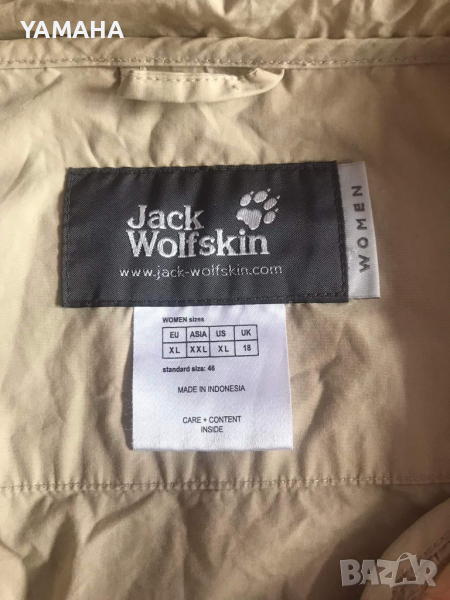 YAMAHA
Jack
Wolfskin
www.jack-wolfskin.com
WOMEN
WOMEN sizes
EU ASIA US UK
XL XXL XL 18
standard size: 46
MADE IN INDONESIA
CARE + CONTENT
INSIDE
BAZAR